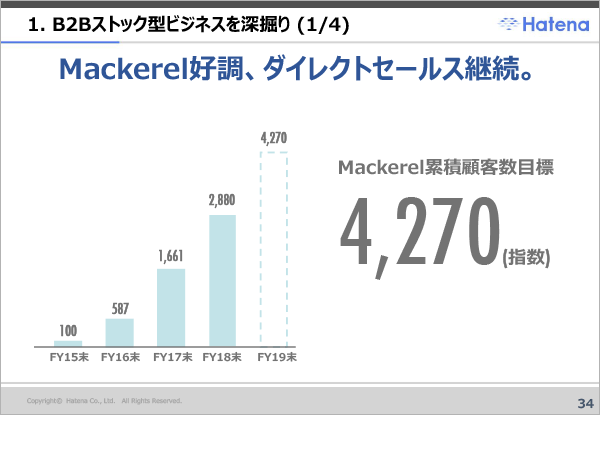 1. B2Bストック型ビジネスを深掘り (1/4)
Hatena
Mackerel好調、ダイレクトセールス継続。
4,270
2,880
1,661
587
100
FY15末 FY16末 FY17末 FY18末 FY19末
Mackerel累積顧客数目標
4,270(指数)
Copyright© Hatena Co., Ltd. All Rights Reserved.
34